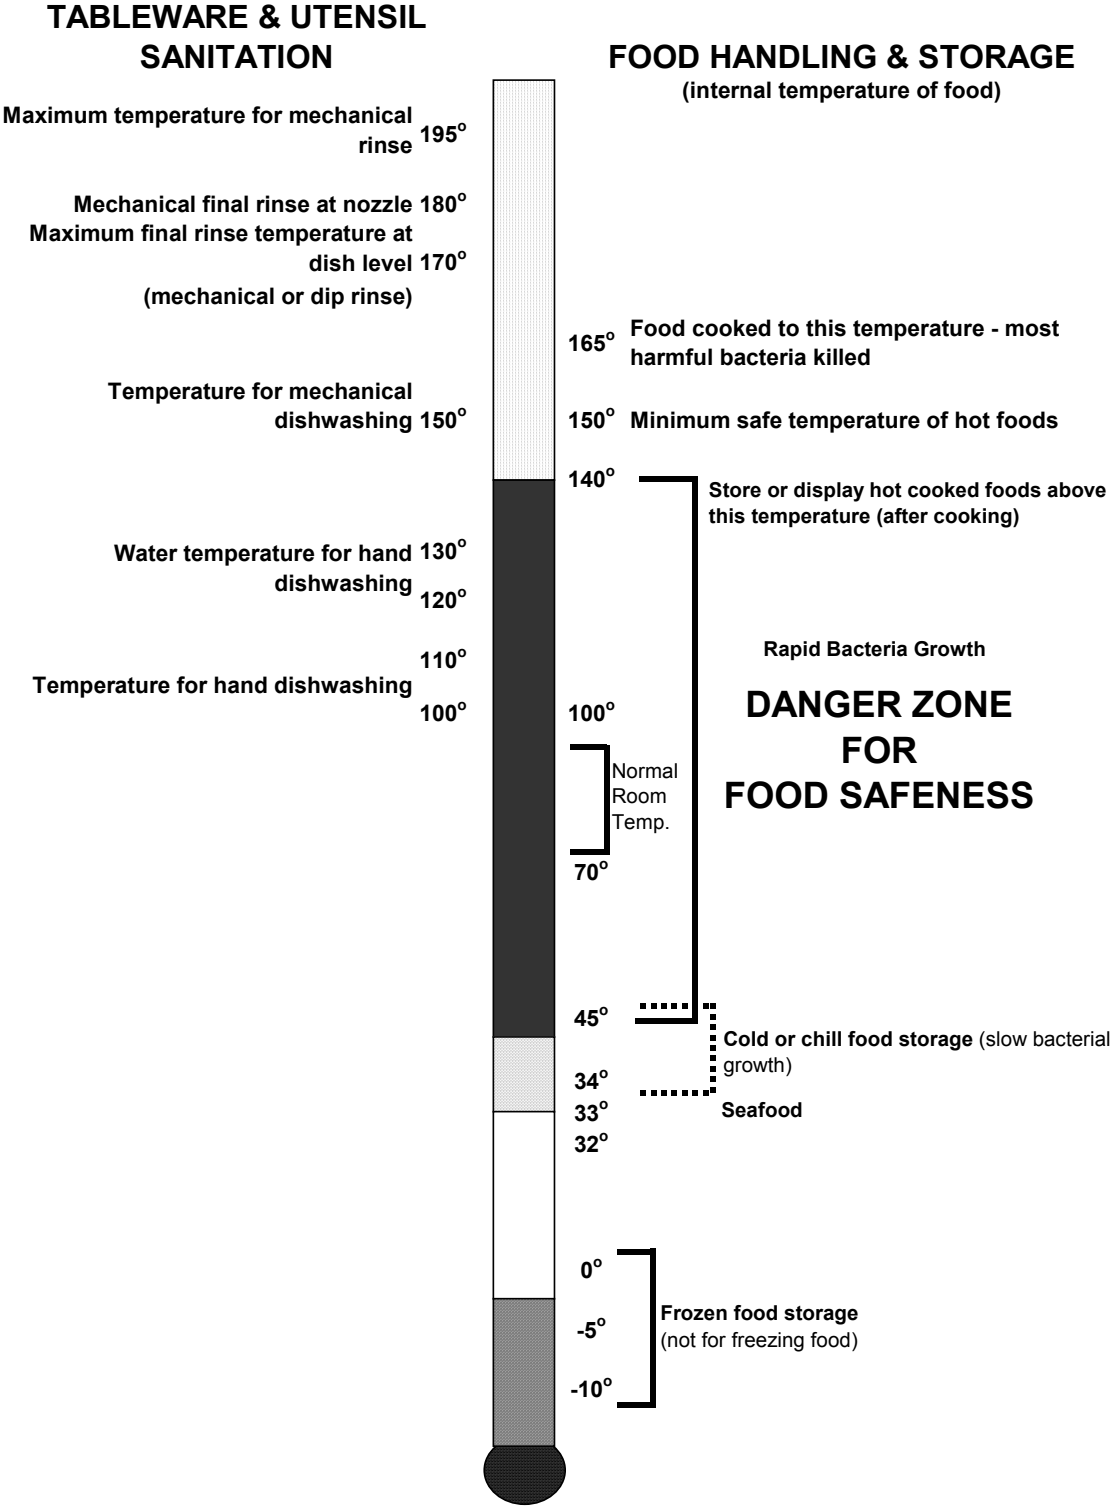 TABLEWARE & UTENSIL
SANITATION
FOOD HANDLING & STORAGE
(internal temperature of food)
Maximum temperature for mechanical
rinse 195°
Mechanical final rinse at nozzle 180°
Maximum final rinse temperature at
dish level 170°
(mechanical or dip rinse)
165° Food cooked to this temperature - most
harmful bacteria killed
Temperature for mechanical
dishwashing 150°
150° Minimum safe temperature of hot foods
140°
Store or display hot cooked foods above
this temperature (after cooking)
Water temperature for hand 130°
dishwashing
120°
110°
Temperature for hand dishwashing
100°
100°
Rapid Bacteria Growth
DANGER ZONE
FOR
FOOD SAFENESS
Normal
Room
Temp.
70°
45°
Cold or chill food storage (slow bacterial
growth)
34°
33° Seafood
32°
0°
Frozen food storage
(not for freezing food)
-5°
-10°